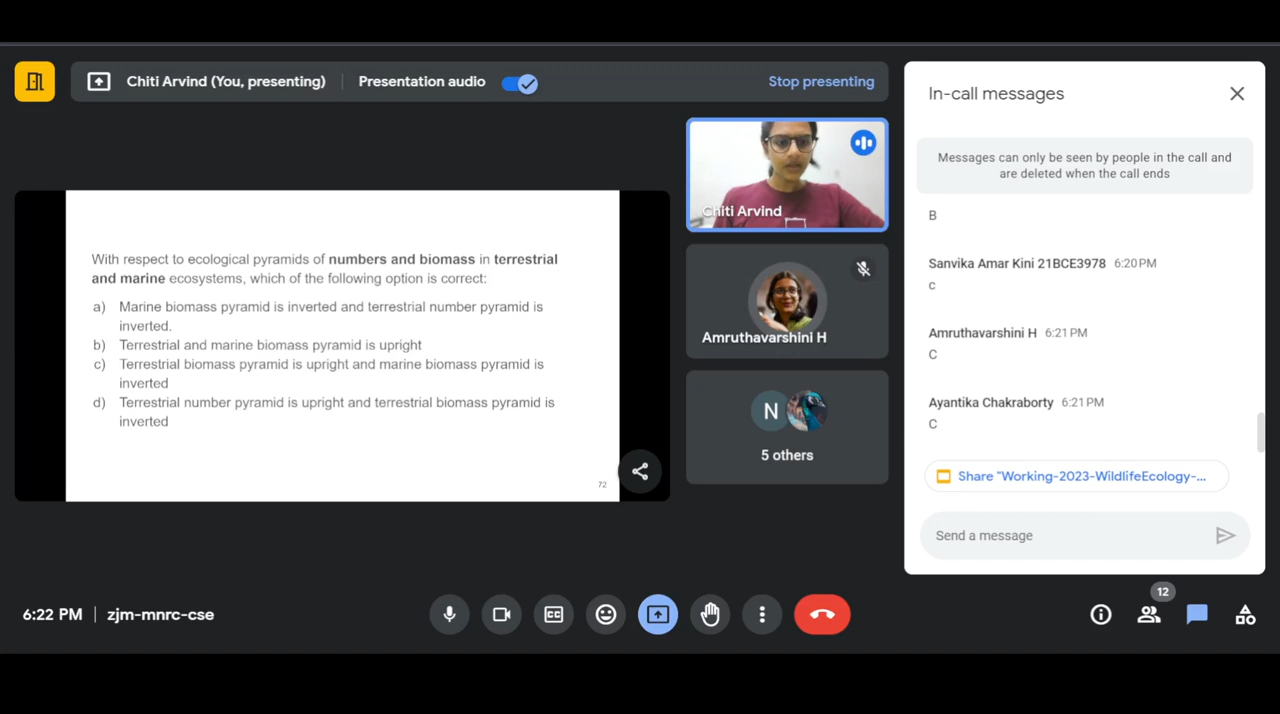 Chiti Arvind (You, presenting)
Presentation audio
Stop presenting
With respect to ecological pyramids of numbers and biomass in terrestrial
and marine ecosystems, which of the following option is correct:
a) Marine biomass pyramid is inverted and terrestrial number pyramid is
inverted.
b) Terrestrial and marine biomass pyramid is upright
c) Terrestrial biomass pyramid is upright and marine biomass pyramid is
inverted
d) Terrestrial number pyramid is upright and terrestrial biomass pyramid is
inverted
72
Chiti Arvind
Amruthavarshini H
N
5 others
In-call messages
Messages can only be seen by people in the call and
are deleted when the call ends
B
Sanvika Amar Kini 21BCE3978 6:20 PM
c
Amruthavarshini H 6:21 PM
C
Ayantika Chakraborty 6:21 PM
C
Share "Working-2023-WildlifeEcology-...
Send a message
6:22 PM | zjm-mnrc-cse
CC
12